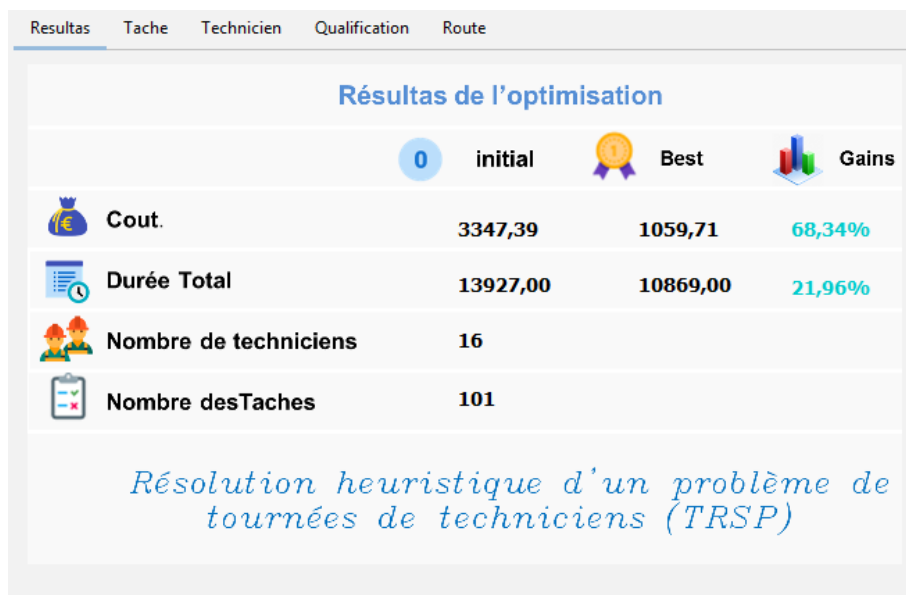 Resultas Tache Technicien Qualification Route
Résultas de l'optimisation
0 initial 1 Best Gains
€ Cout. 3347,39 1059,71 68,34%
Durée Total 13927,00 10869,00 21,96%
Nombre de techniciens 16
Nombre desTaches 101
Résolution heuristique d'un problème de
tournées de techniciens (TRSP)